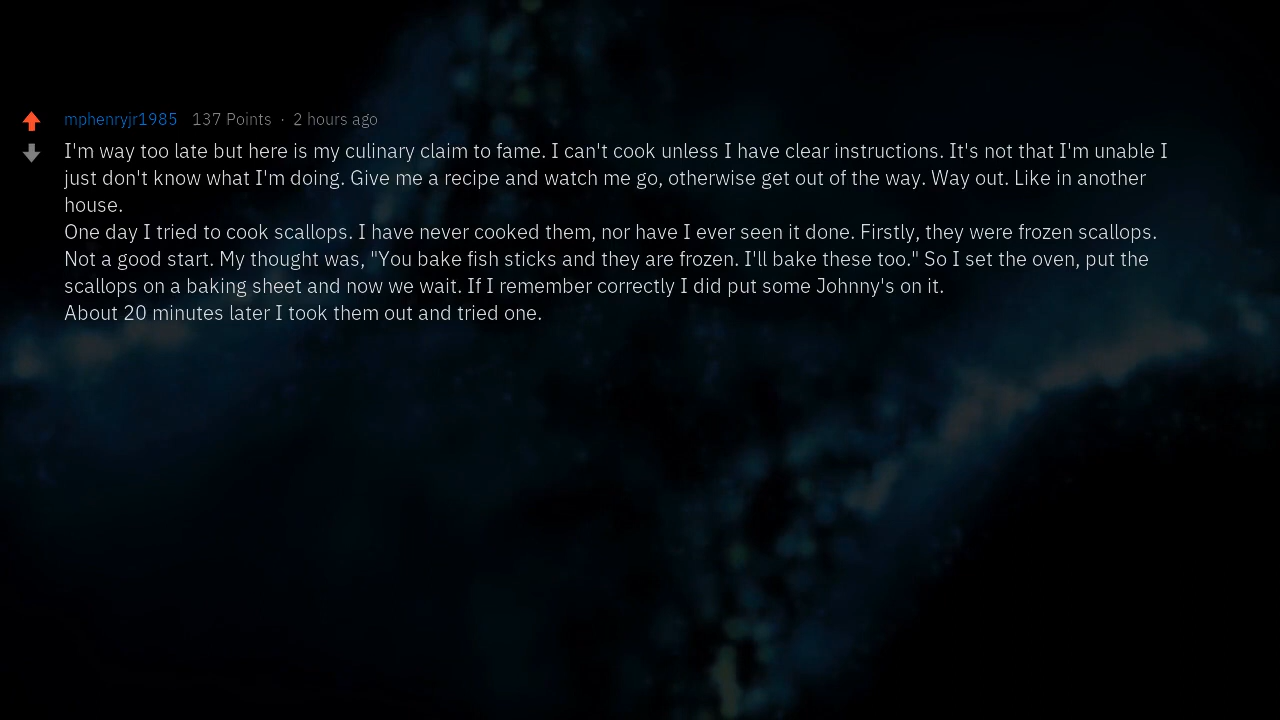 mphenryjr1985 137 Points · 2 hours ago
I'm way too late but here is my culinary claim to fame. I can't cook unless I have clear instructions. It's not that I'm unable I
just don't know what I'm doing. Give me a recipe and watch me go, otherwise get out of the way. Way out. Like in another
house.
One day I tried to cook scallops. I have never cooked them, nor have I ever seen it done. Firstly, they were frozen scallops.
Not a good start. My thought was, "You bake fish sticks and they are frozen. I'll bake these too." So I set the oven, put the
scallops on a baking sheet and now we wait. If I remember correctly I did put some Johnny's on it.
About 20 minutes later I took them out and tried one.